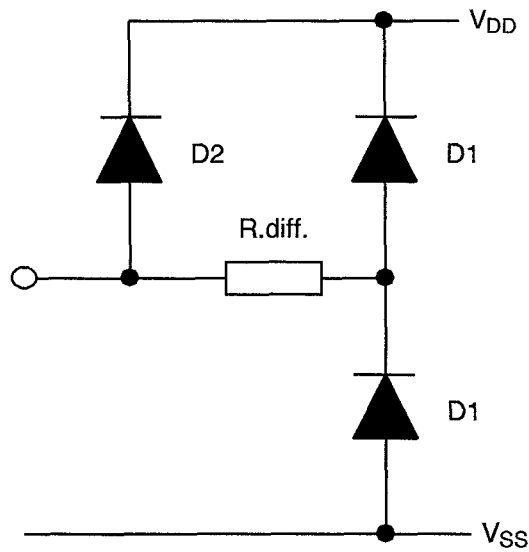 V_DD
D2
D1
R.diff.
D1
V_SS